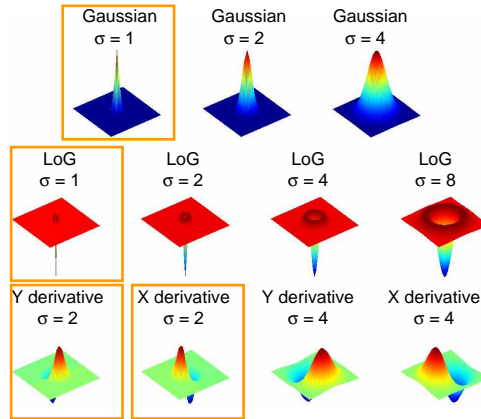 Gaussian Gaussian Gaussian
σ = 1 σ = 2 σ = 4
LoG LoG LoG LoG
σ = 1 σ = 2 σ = 4 σ = 8
Y derivative X derivative Y derivative X derivative
σ = 2 σ = 2 σ = 4 σ = 4